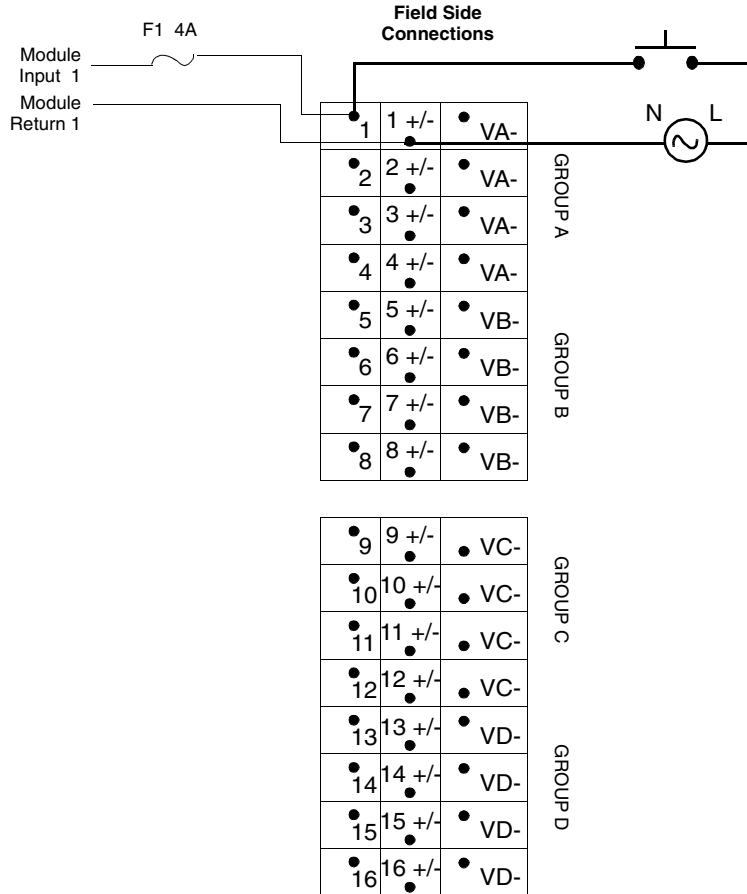 Field Side
Connections
F1 4A
Module
Input 1
Module
Return 1
N L
1 1 +/- VA-
2 2 +/- VA-
3 3 +/- VA-
4 4 +/- VA-
GROUP A
5 5 +/- VB-
6 6 +/- VB-
7 7 +/- VB-
8 8 +/- VB-
GROUP B
9 9 +/- VC-
10 10 +/- VC-
11 11 +/- VC-
12 12 +/- VC-
GROUP C
13 13 +/- VD-
14 14 +/- VD-
15 15 +/- VD-
16 16 +/- VD-
GROUP D